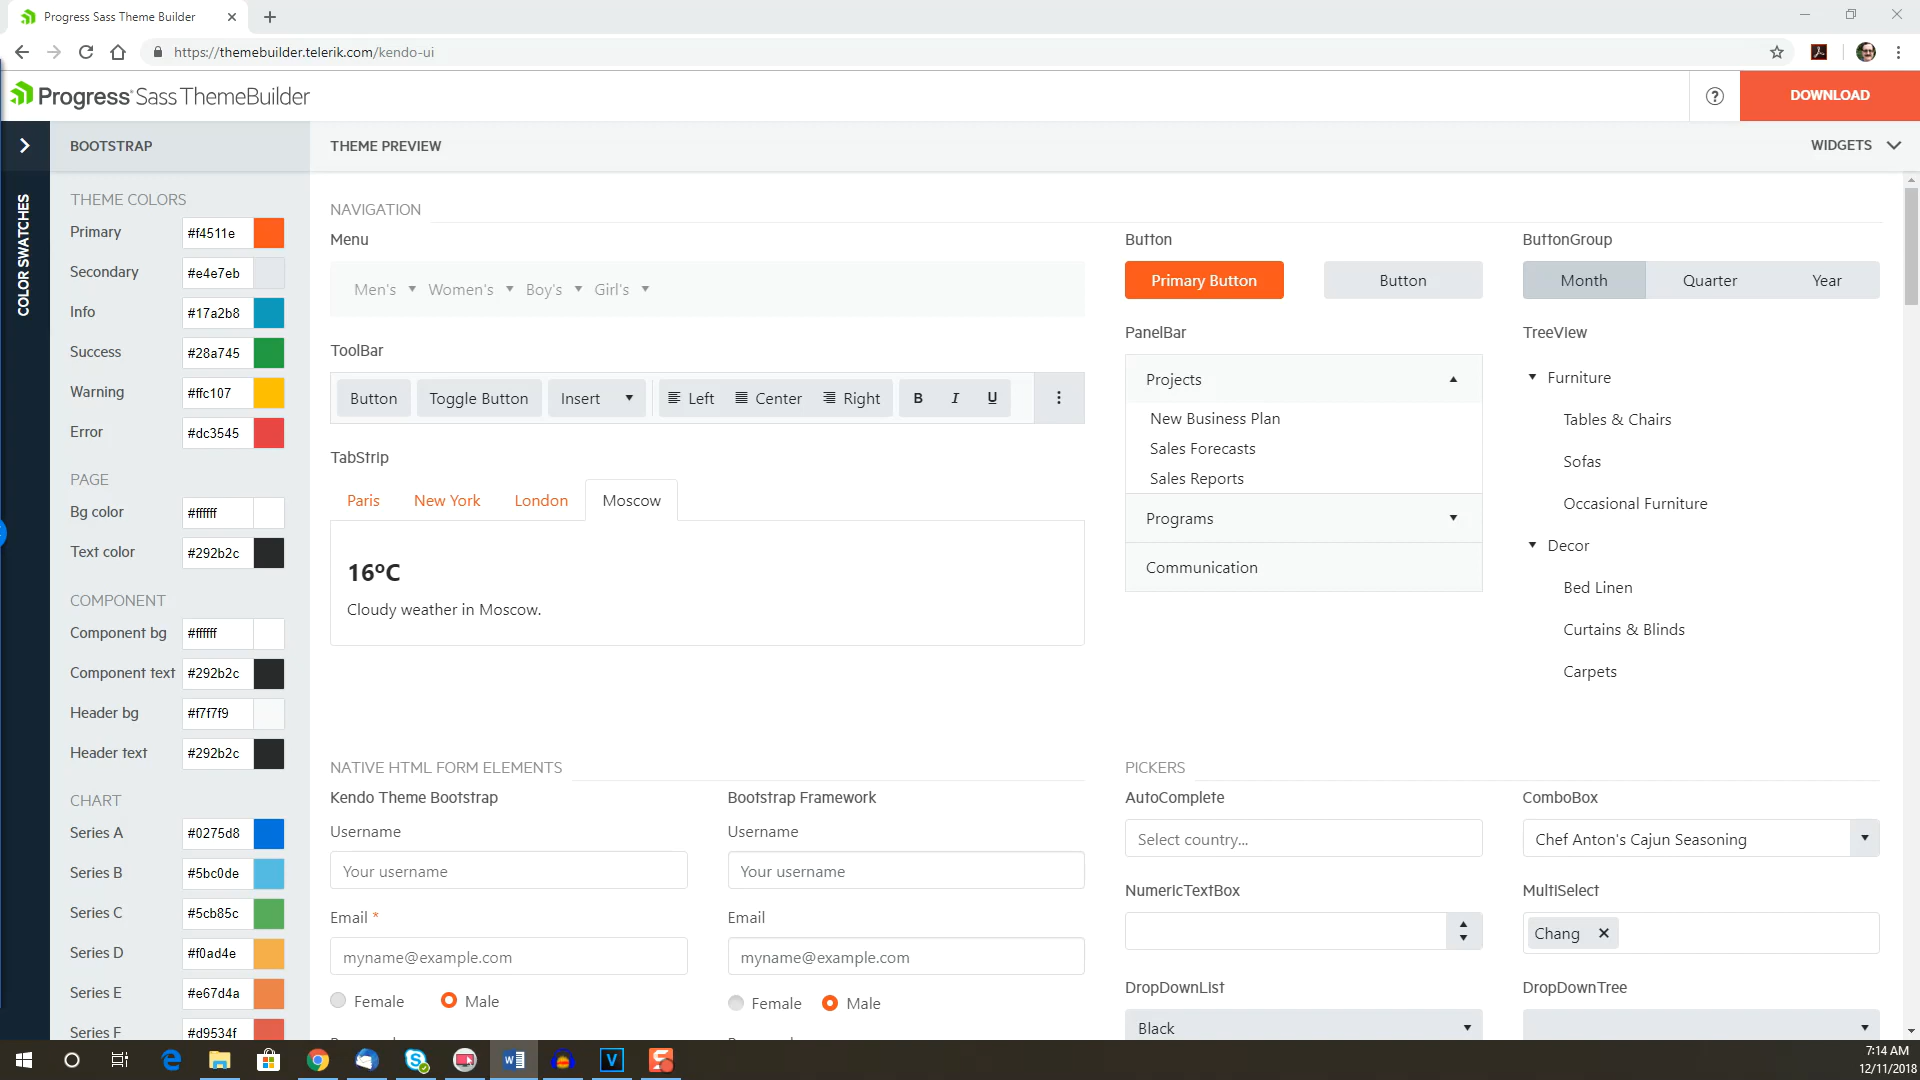 Progress Sass Theme Builder
https://themebuilder.telerik.com/kendo-ui
Progress Sass ThemeBuilder
DOWNLOAD
BOOTSTRAP
THEME PREVIEW
WIDGETS
COLOR SWATCHES
THEME COLORS
Primary #f4511e
Secondary #e4e7eb
Info #17a2b8
Success #28a745
Warning #ffc107
Error #dc3545
PAGE
Bg color #ffffff
Text color #292b2c
COMPONENT
Component bg #ffffff
Component text #292b2c
Header bg #f7f7f9
Header text #292b2c
CHART
Series A #0275d8
Series B #5bc0de
Series C #5cb85c
Series D #f0ad4e
Series E #e67d4a
Series F #d9534f
NAVIGATION
Menu
Men's Women's Boy's Girl's
ToolBar
Button Toggle Button Insert Left Center Right B I U
TabStrip
Paris New York London Moscow
16ºC
Cloudy weather in Moscow.
Button
Primary Button Button
ButtonGroup
Month Quarter Year
PanelBar
Projects
New Business Plan
Sales Forecasts
Sales Reports
Programs
Communication
TreeView
Furniture
Tables & Chairs
Sofas
Occasional Furniture
Decor
Bed Linen
Curtains & Blinds
Carpets
NATIVE HTML FORM ELEMENTS
Kendo Theme Bootstrap
Username
Your username
Email *
myname@example.com
Female Male
Bootstrap Framework
Username
Your username
Email
myname@example.com
Female Male
PICKERS
AutoComplete
Select country...
ComboBox
Chef Anton's Cajun Seasoning
NumericTextBox
MultiSelect
Chang
DropDownList
Black
DropDownTree
7:14 AM
12/11/2018